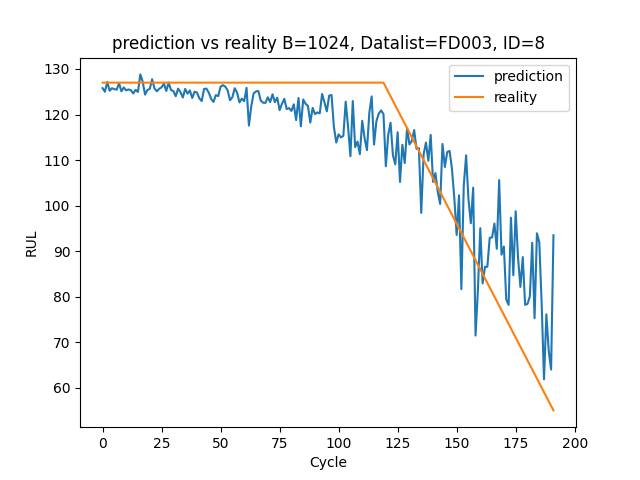 prediction vs reality B=1024, Datalist=FD003, ID=8
prediction
reality
RUL
130
120
110
100
90
80
70
60
0 25 50 75 100 125 150 175 200
Cycle